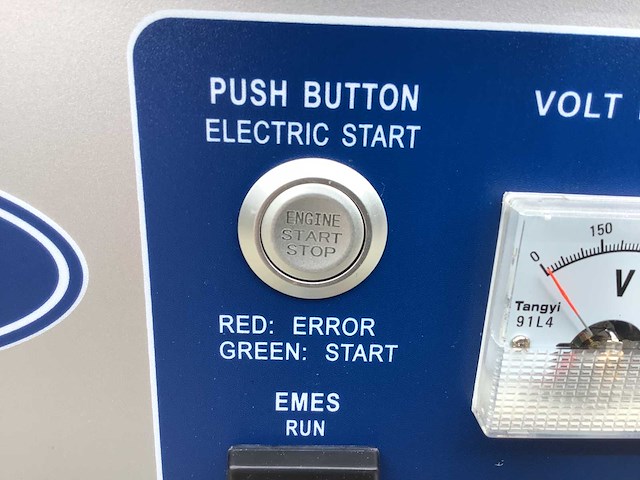 PUSH BUTTON
ELECTRIC START
VOLT
ENGINE
START
STOP
RED: ERROR
GREEN: START
EMES
RUN
0
150
V
Tangyi
91L4